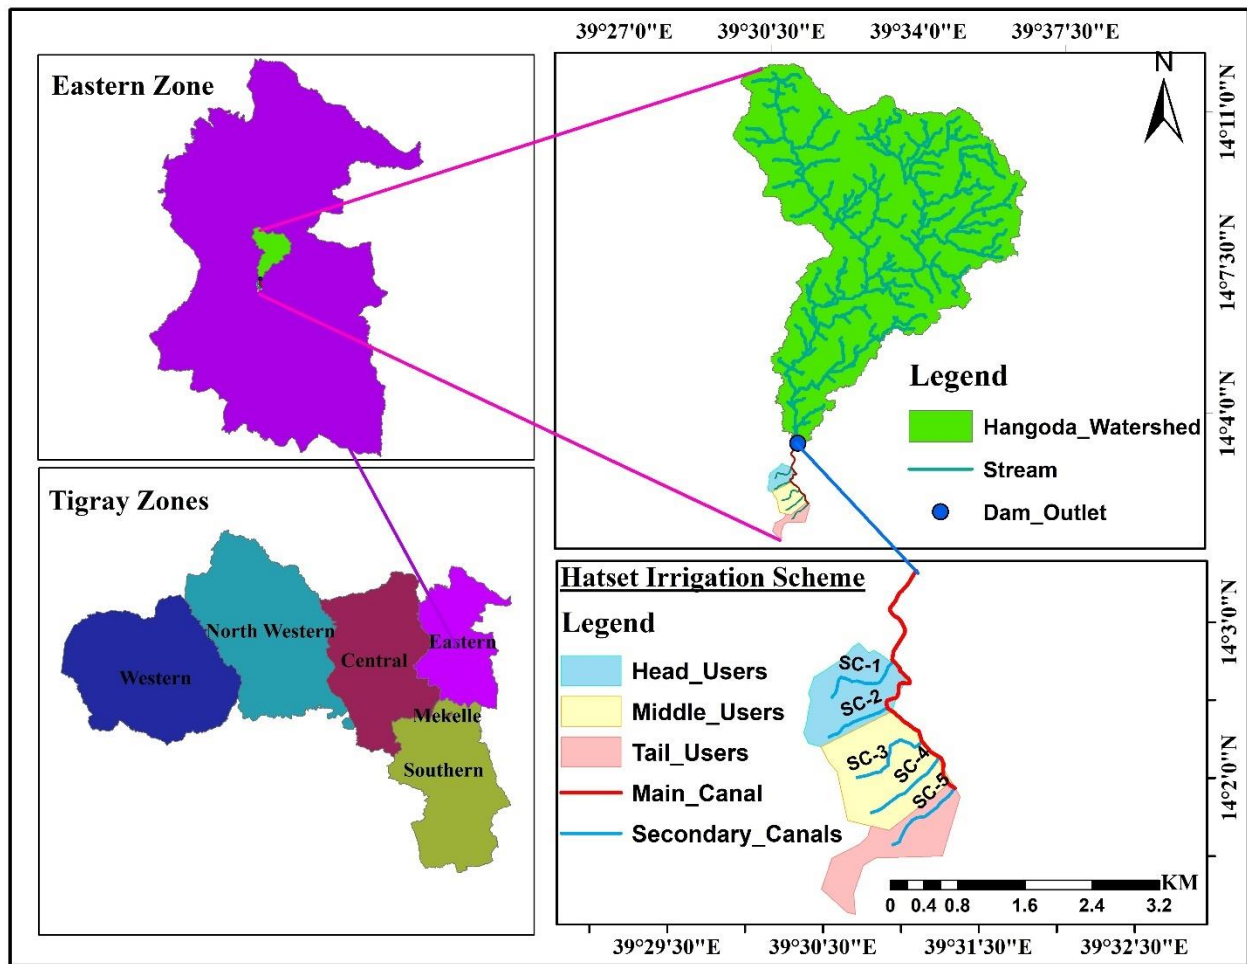 Eastern Zone
Tigray Zones
Western
North Western
Central
Eastern
Mekelle
Southern
39°27'0"E
39°30'30"E
39°34'0"E
39°37'30"E
N
14°11'0"N
14°7'30"N
14°4'0"N
Legend
Hangoda_Watershed
Stream
Dam_Outlet
Hatset Irrigation Scheme
Legend
Head_Users
Middle_Users
Tail_Users
Main_Canal
Secondary_Canals
SC-1
SC-2
SC-3
SC-4
SC-5
14°3'0"N
14°2'0"N
KM
0 0.4 0.8 1.6 2.4 3.2
39°29'30"E
39°30'30"E
39°31'30"E
39°32'30"E